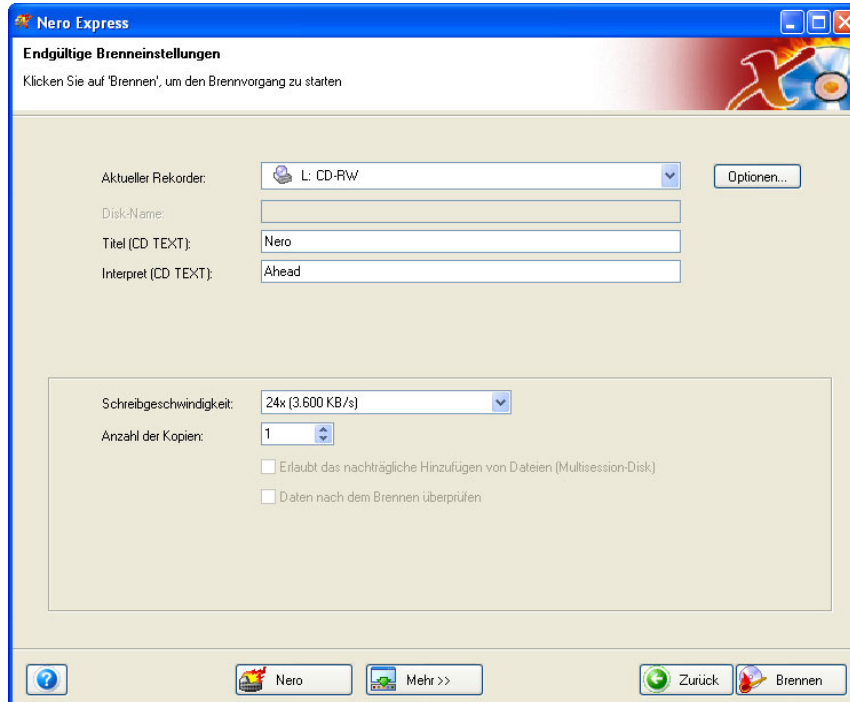 Nero Express
Endgültige Brenneinstellungen
Klicken Sie auf 'Brennen', um den Brennvorgang zu starten
Aktueller Rekorder: L: CD-RW Optionen...
Disk-Name:
Titel (CD TEXT): Nero
Interpret (CD TEXT): Ahead
Schreibgeschwindigkeit: 24x (3.600 KB/s)
Anzahl der Kopien: 1
Erlaubt das nachträgliche Hinzufügen von Dateien (Multisession-Disk)
Daten nach dem Brennen überprüfen
? Nero Mehr >> Zurück Brennen